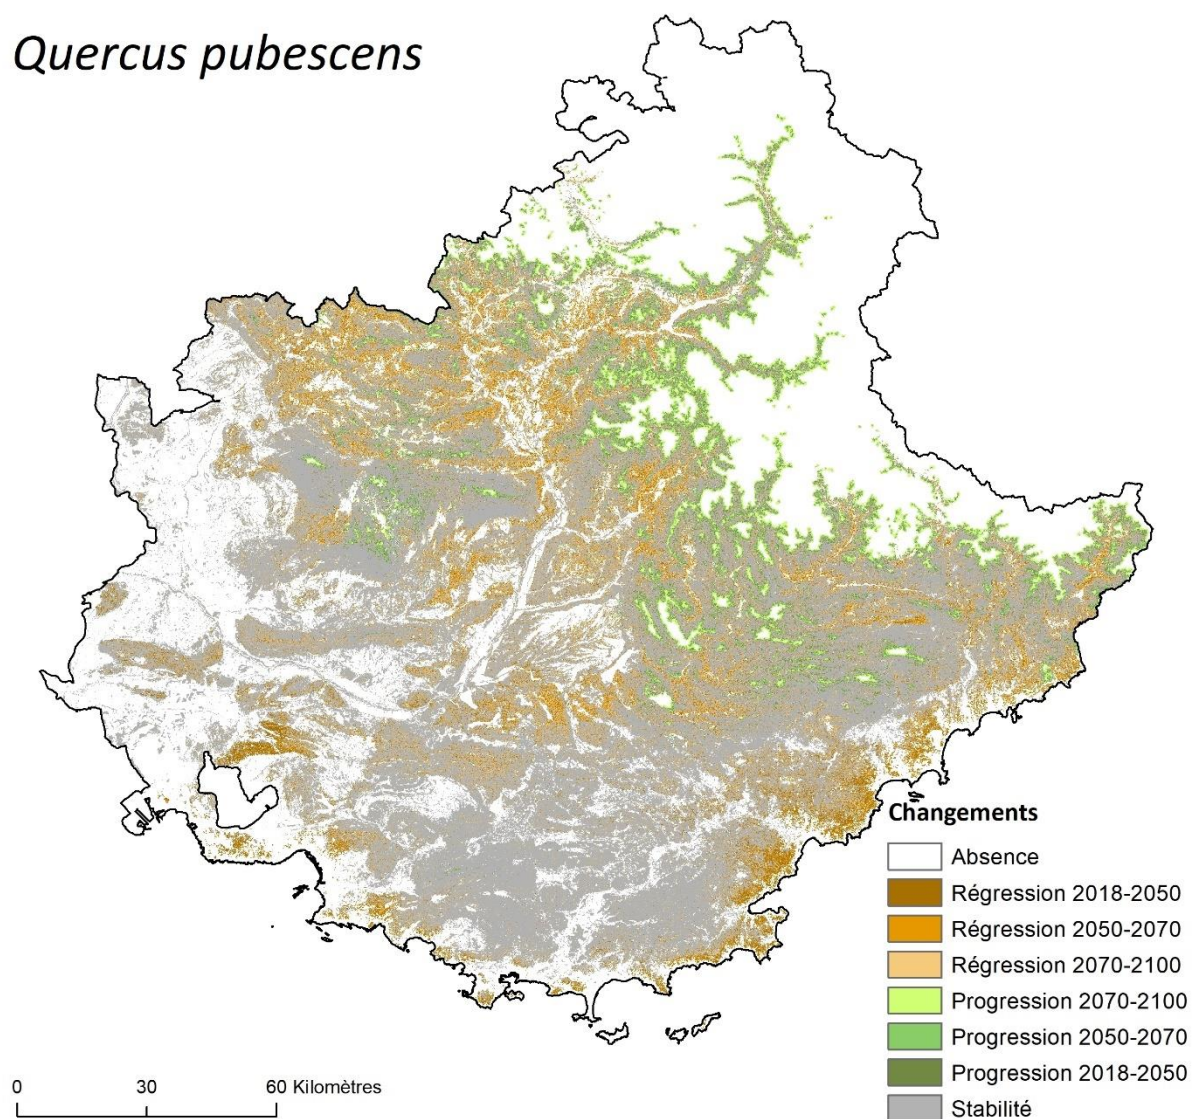 Quercus pubescens
Changements
Absence
Régression 2018-2050
Régression 2050-2070
Régression 2070-2100
Progression 2070-2100
Progression 2050-2070
Progression 2018-2050
Stabilité
0 30 60 Kilomètres